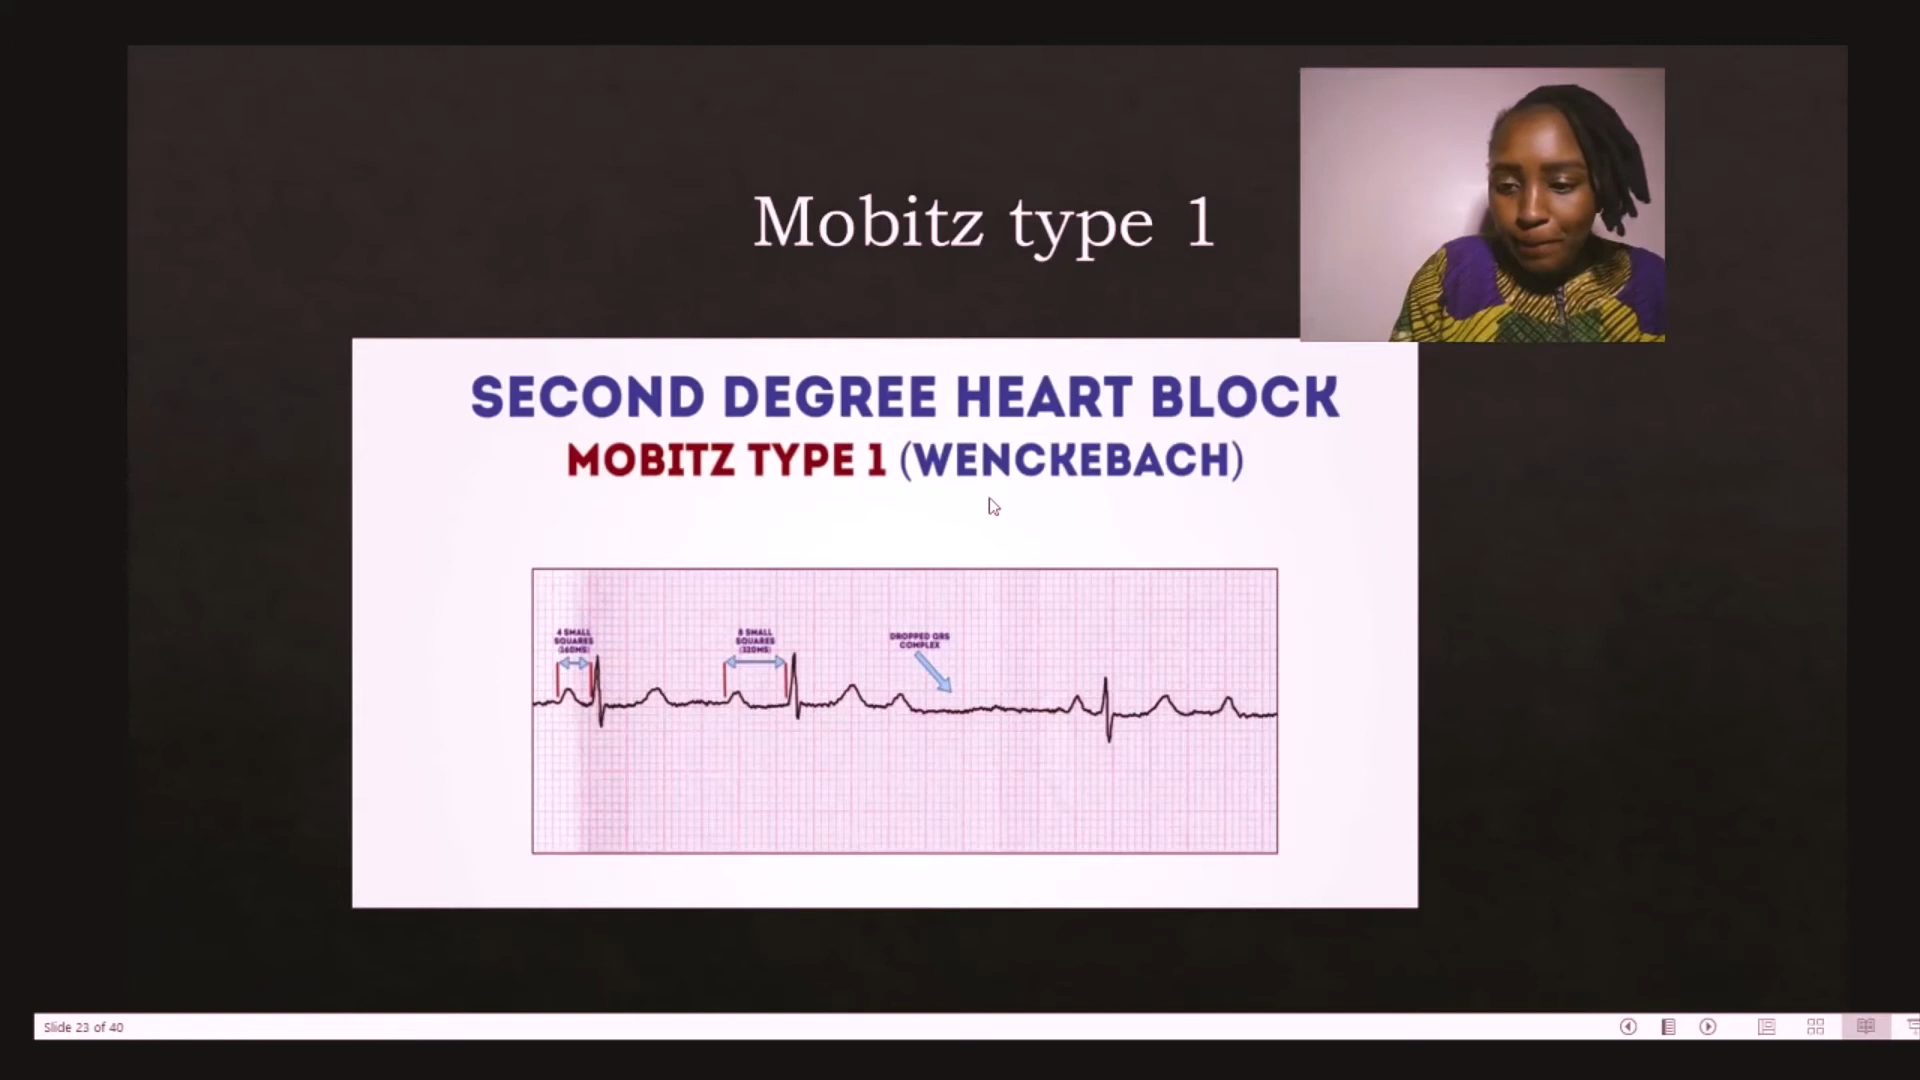 Mobitz type 1
SECOND DEGREE HEART BLOCK
MOBITZ TYPE 1 (WENCKEBACH)
4 SMALL
SQUARES
(160MS)
8 SMALL
SQUARES
(320MS)
DROPPED QRS
COMPLEX
Slide 23 of 40